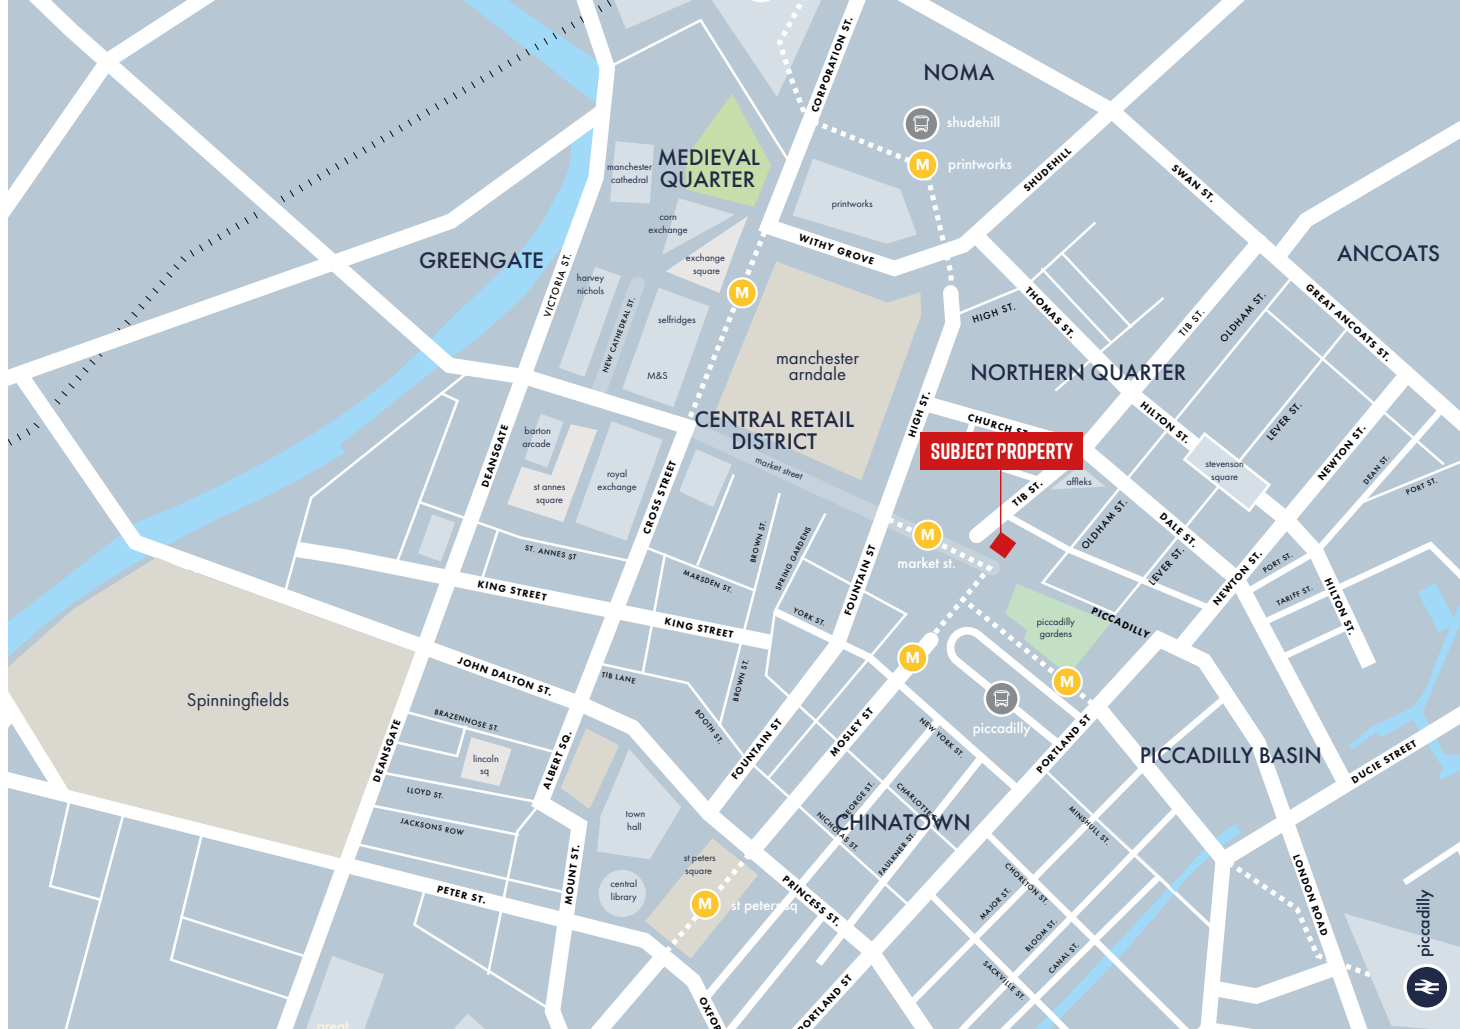 CORPORATION ST.
NOMA
shudehill
M
printworks
SHUDEHILL
SWAN ST.
MEDIEVAL
QUARTER
manchester
cathedral
printworks
corn
exchange
WITHY GROVE
exchange
square
ANCOATS
GREENGATE
VICTORIA ST.
harvey
nichols
NEW CATHEDRAL ST.
selfridges
M&S
M
HIGH ST.
THOMAS ST.
TIB ST.
OLDHAM ST.
GREAT ANCOATS ST.
manchester
arndale
NORTHERN QUARTER
CENTRAL RETAIL
DISTRICT
HIGH ST.
CHURCH ST.
HILTON ST.
LEVER ST.
NEWTON ST.
DEAN ST.
PORT ST.
SUBJECT PROPERTY
DEANSGATE
barton
arcade
st annes
square
royal
exchange
CROSS STREET
market street
affleks
stevenson
square
TIB ST.
OLDHAM ST.
DALE ST.
LEVER ST.
NEWTON ST.
PORT ST.
TARIFF ST.
HILTON ST.
M
market st.
ST. ANNES ST
BROWN ST.
SPRING GARDENS
FOUNTAIN ST
MARSDEN ST.
YORK ST.
KING STREET
KING STREET
piccadilly
gardens
PICCADILLY
M
M
JOHN DALTON ST.
TIB LANE
BROWN ST.
BOOTH ST.
Spinningfields
BRAZENNOSE ST.
DEANSGATE
lincoln
sq
ALBERT SQ.
FOUNTAIN ST
MOSLEY ST
NEW YORK ST.
piccadilly
PORTLAND ST
PICCADILLY BASIN
DUCIE STREET
LLOYD ST.
JACKSONS ROW
town
hall
GEORGE ST.
CHARLOTTE ST.
CHINATOWN
NICHOLAS ST.
FAULKNER ST.
MINSHULL ST.
MOUNT ST.
st peters
square
central
library
M
st peters sq
PRINCESS ST.
PETER ST.
CHORLTON ST.
MAJOR ST.
BLOOM ST.
CANAL ST.
SACKVILLE ST.
LONDON ROAD
piccadilly
PORTLAND ST
OXFOR
great